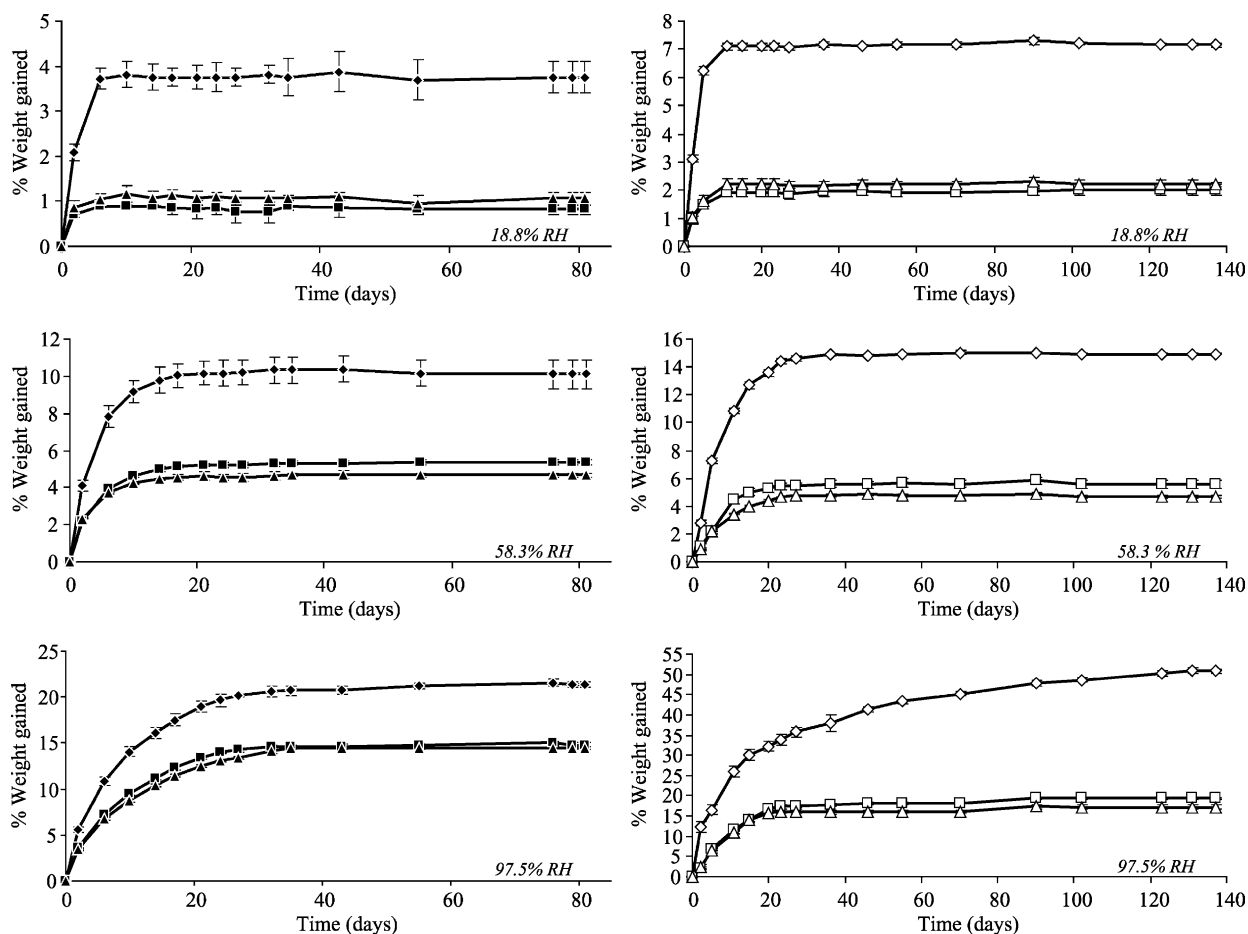 5
4
3
2
1
0
% Weight gained
18.8% RH
0 20 40 60 80
Time (days)
8
7
6
5
4
3
2
1
0
% Weight gained
18.8% RH
0 20 40 60 80 100 120 140
Time (days)
12
10
8
6
4
2
0
% Weight gained
58.3% RH
0 20 40 60 80
Time (days)
16
14
12
10
8
6
4
2
0
% Weight gained
58.3 % RH
0 20 40 60 80 100 120 140
Time (days)
25
20
15
10
5
0
% Weight gained
97.5% RH
0 20 40 60 80
Time (days)
55
50
45
40
35
30
25
20
15
10
5
0
% Weight gained
97.5% RH
0 20 40 60 80 100 120 140
Time (days)